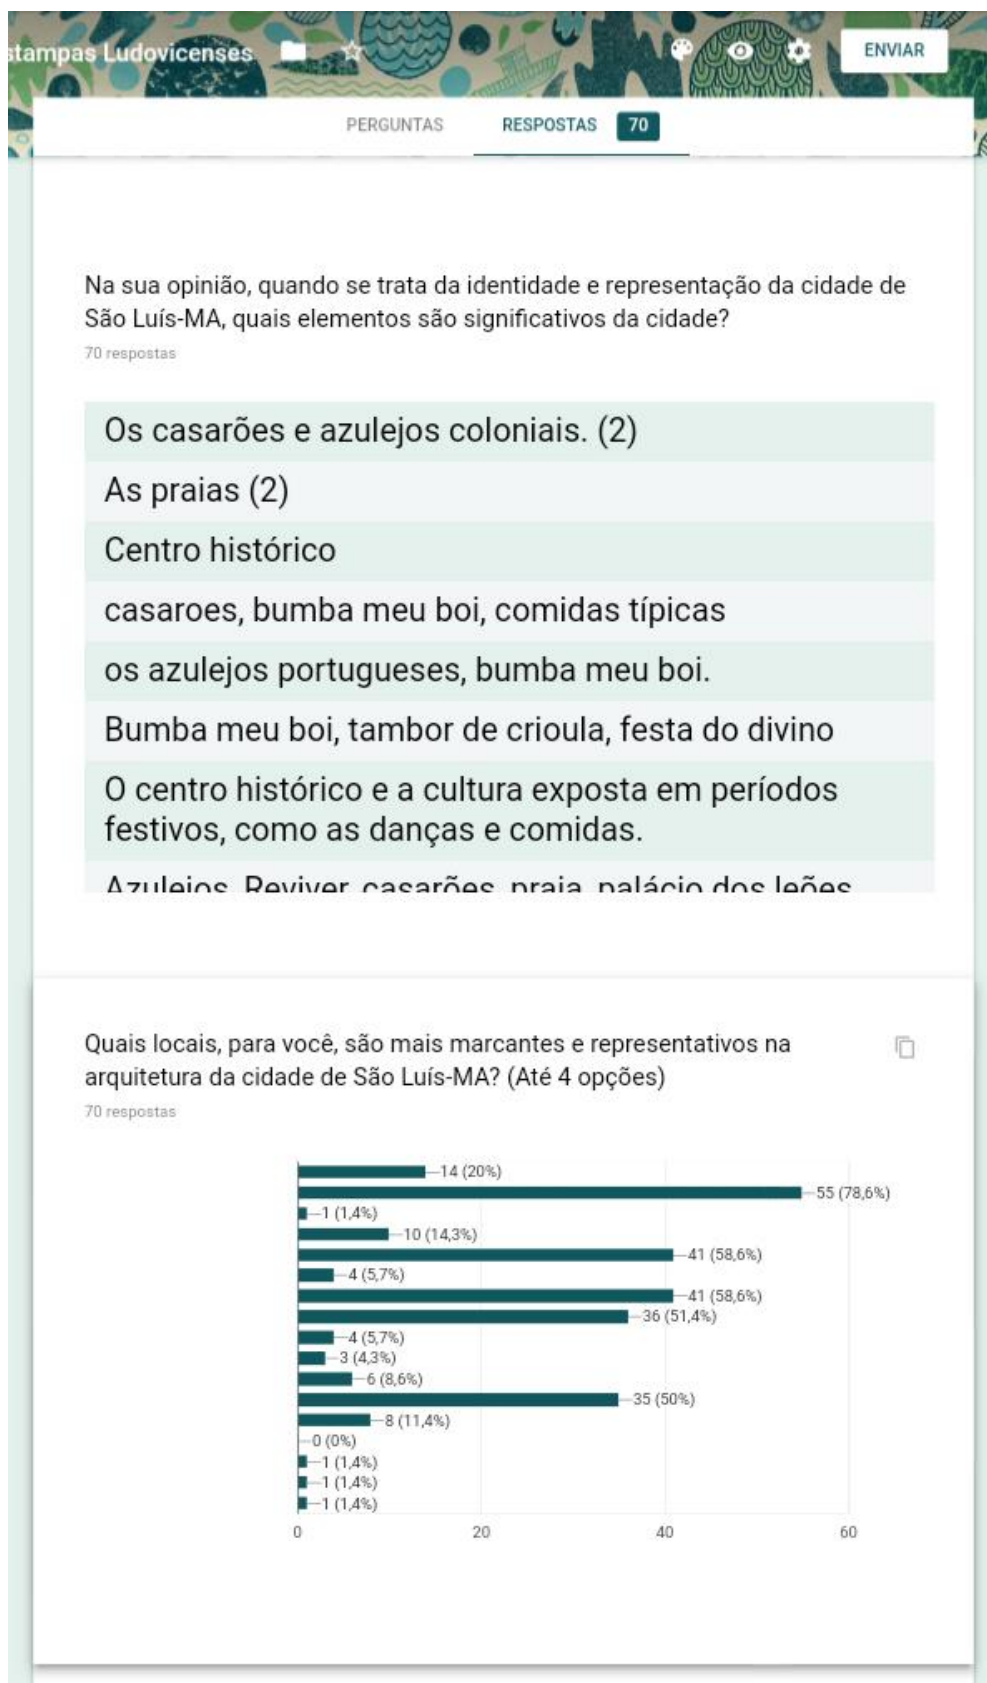 stampas Ludovicenses
ENVIAR
PERGUNTAS
RESPOSTAS 70
Na sua opinião, quando se trata da identidade e representação da cidade de
São Luís-MA, quais elementos são significativos da cidade?
70 respostas
Os casarões e azulejos coloniais. (2)
As praias (2)
Centro histórico
casaroes, bumba meu boi, comidas típicas
os azulejos portugueses, bumba meu boi.
Bumba meu boi, tambor de crioula, festa do divino
O centro histórico e a cultura exposta em períodos
festivos, como as danças e comidas.
Azulejos, Reviver, casarões, praia, palácio dos leões
Quais locais, para você, são mais marcantes e representativos na
arquitetura da cidade de São Luís-MA? (Até 4 opções)
70 respostas
14 (20%)
55 (78,6%)
1 (1,4%)
10 (14,3%)
41 (58,6%)
4 (5,7%)
41 (58,6%)
36 (51,4%)
4 (5,7%)
3 (4,3%)
6 (8,6%)
35 (50%)
8 (11,4%)
0 (0%)
1 (1,4%)
1 (1,4%)
1 (1,4%)
0 20 40 60